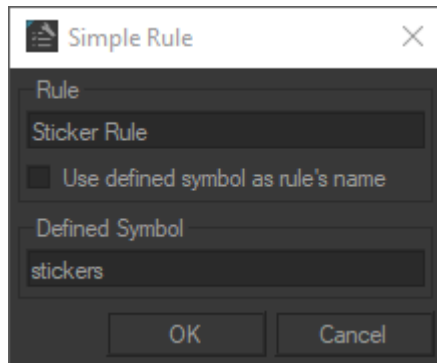 Simple Rule
Rule
Sticker Rule
Use defined symbol as rule's name
Defined Symbol
stickers
OK
Cancel